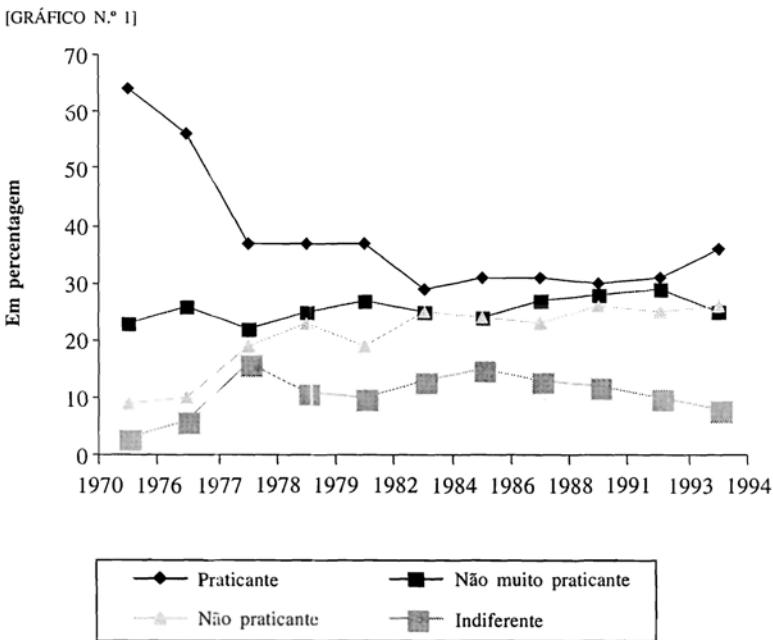 [GRÁFICO N.º 1]
70
60
50
40
30
20
10
0
Em percentagem
1970 1976 1977 1978 1979 1981 1982 1984 1986 1988 1991 1993 1994
Praticante Não muito praticante
Não praticante Indiferente